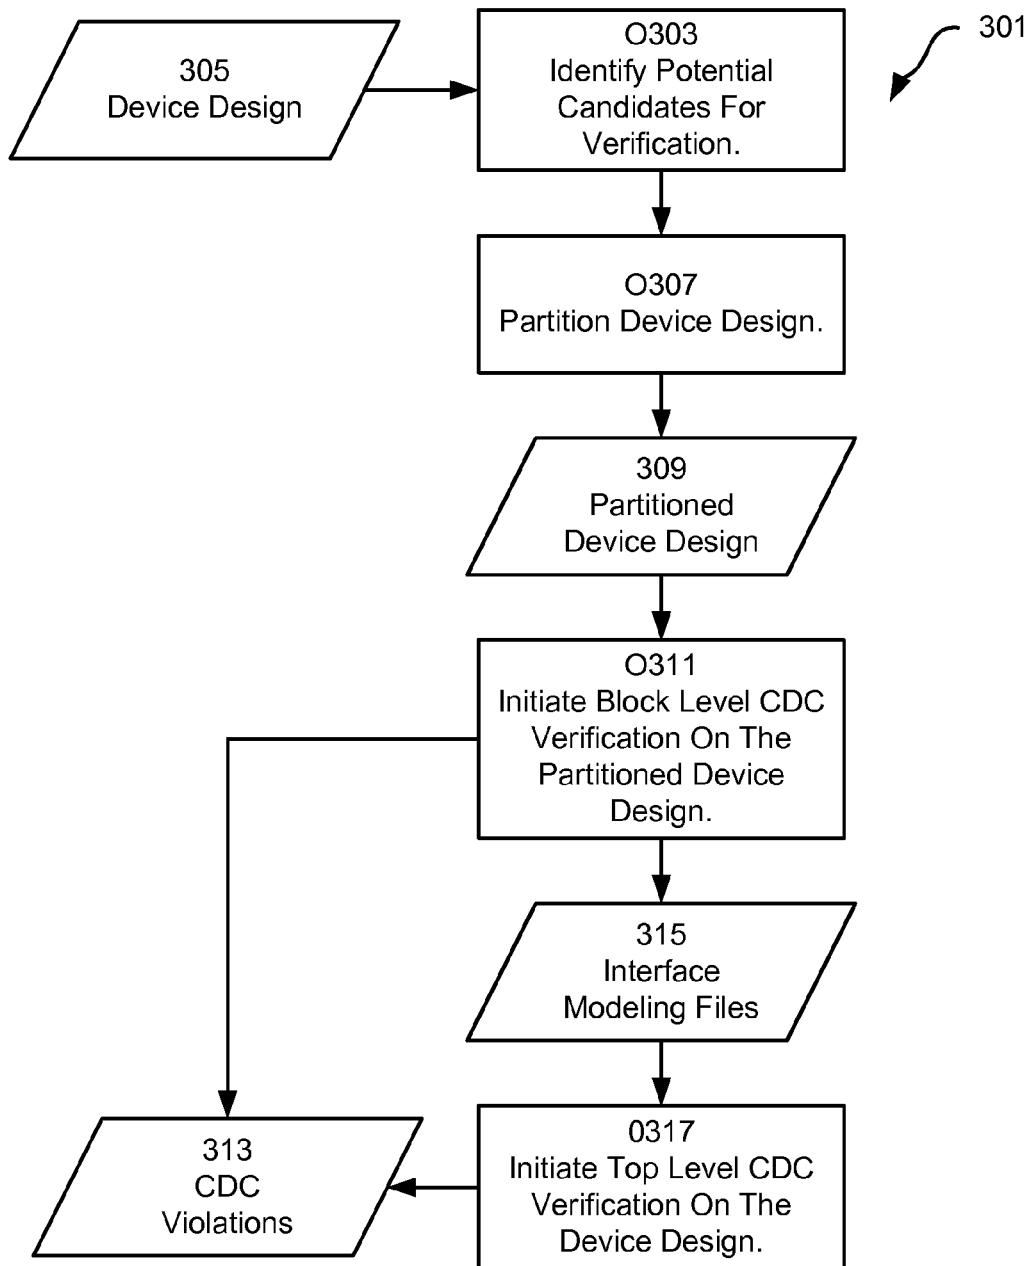 301
305
Device Design
O303
Identify Potential
Candidates For
Verification.
O307
Partition Device Design.
309
Partitioned
Device Design
O311
Initiate Block Level CDC
Verification On The
Partitioned Device
Design.
315
Interface
Modeling Files
313
CDC
Violations
0317
Initiate Top Level CDC
Verification On The
Device Design.